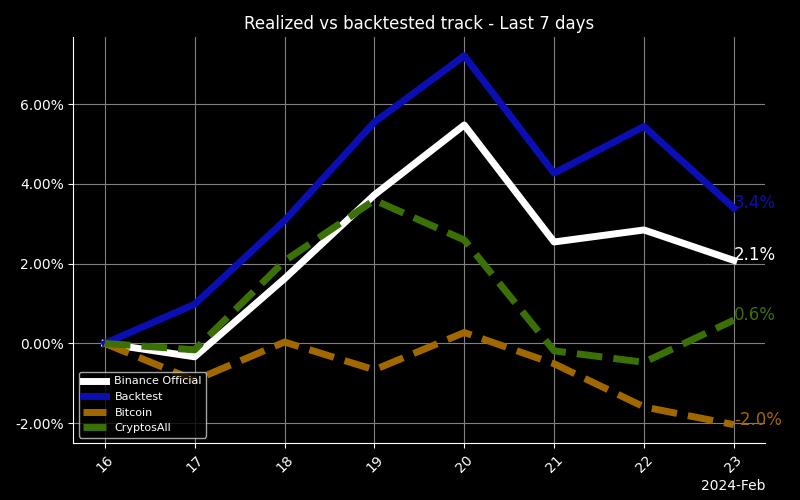 Realized vs backtested track - Last 7 days
6.00%
4.00%
2.00%
0.00%
-2.00%
3.4%
2.1%
0.6%
-2.0%
Binance Official
Backtest
Bitcoin
CryptosAll
16 17 18 19 20 21 22 23
2024-Feb